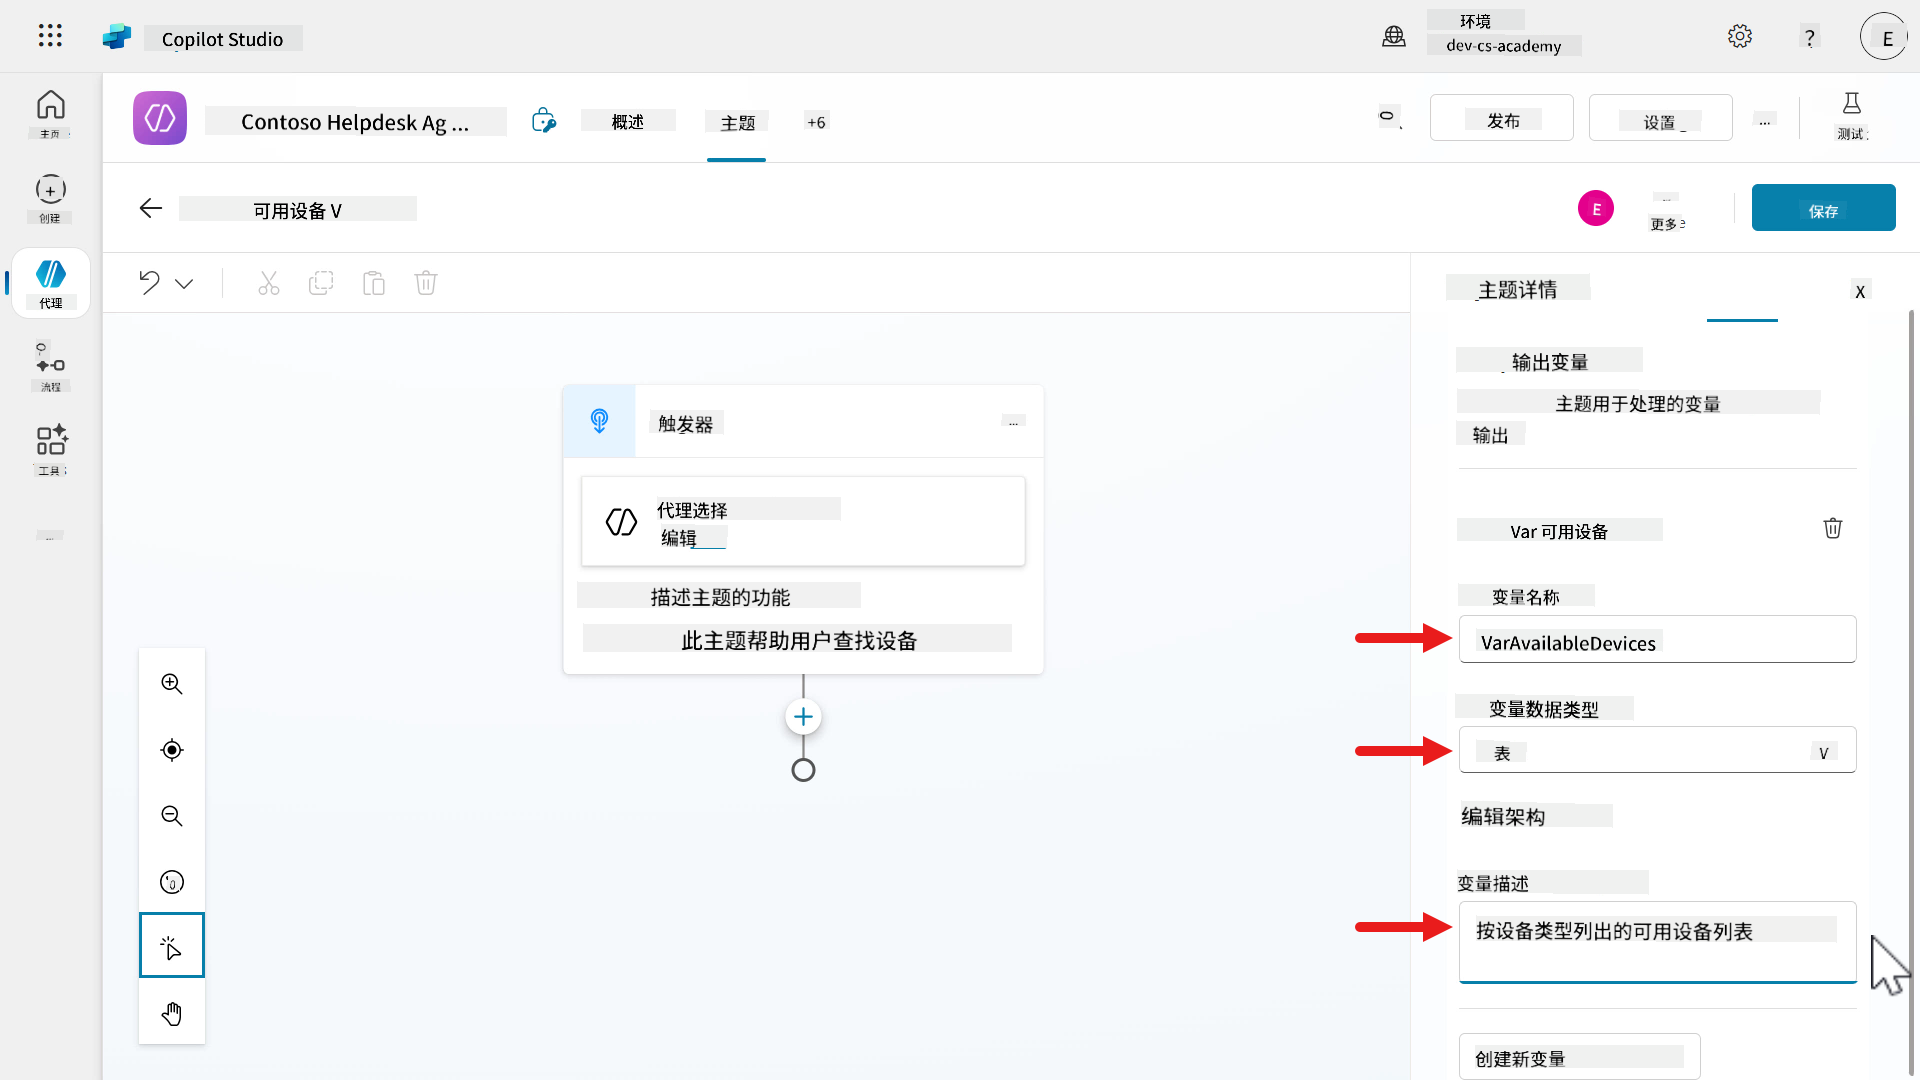 Copilot Studio
环境
dev-cs-academy
?
E
主页
创建
代理
流程
工具
Contoso Helpdesk Ag ...
概述
主题
+6
发布
设置
...
测试
可用设备 V
E
更多
保存
触发器
...
代理选择
编辑
描述主题的功能
此主题帮助用户查找设备
主题详情
X
输出变量
主题用于处理的变量
输出
Var 可用设备
变量名称
VarAvailableDevices
变量数据类型
表
V
编辑架构
变量描述
按设备类型列出的可用设备列表
创建新变量